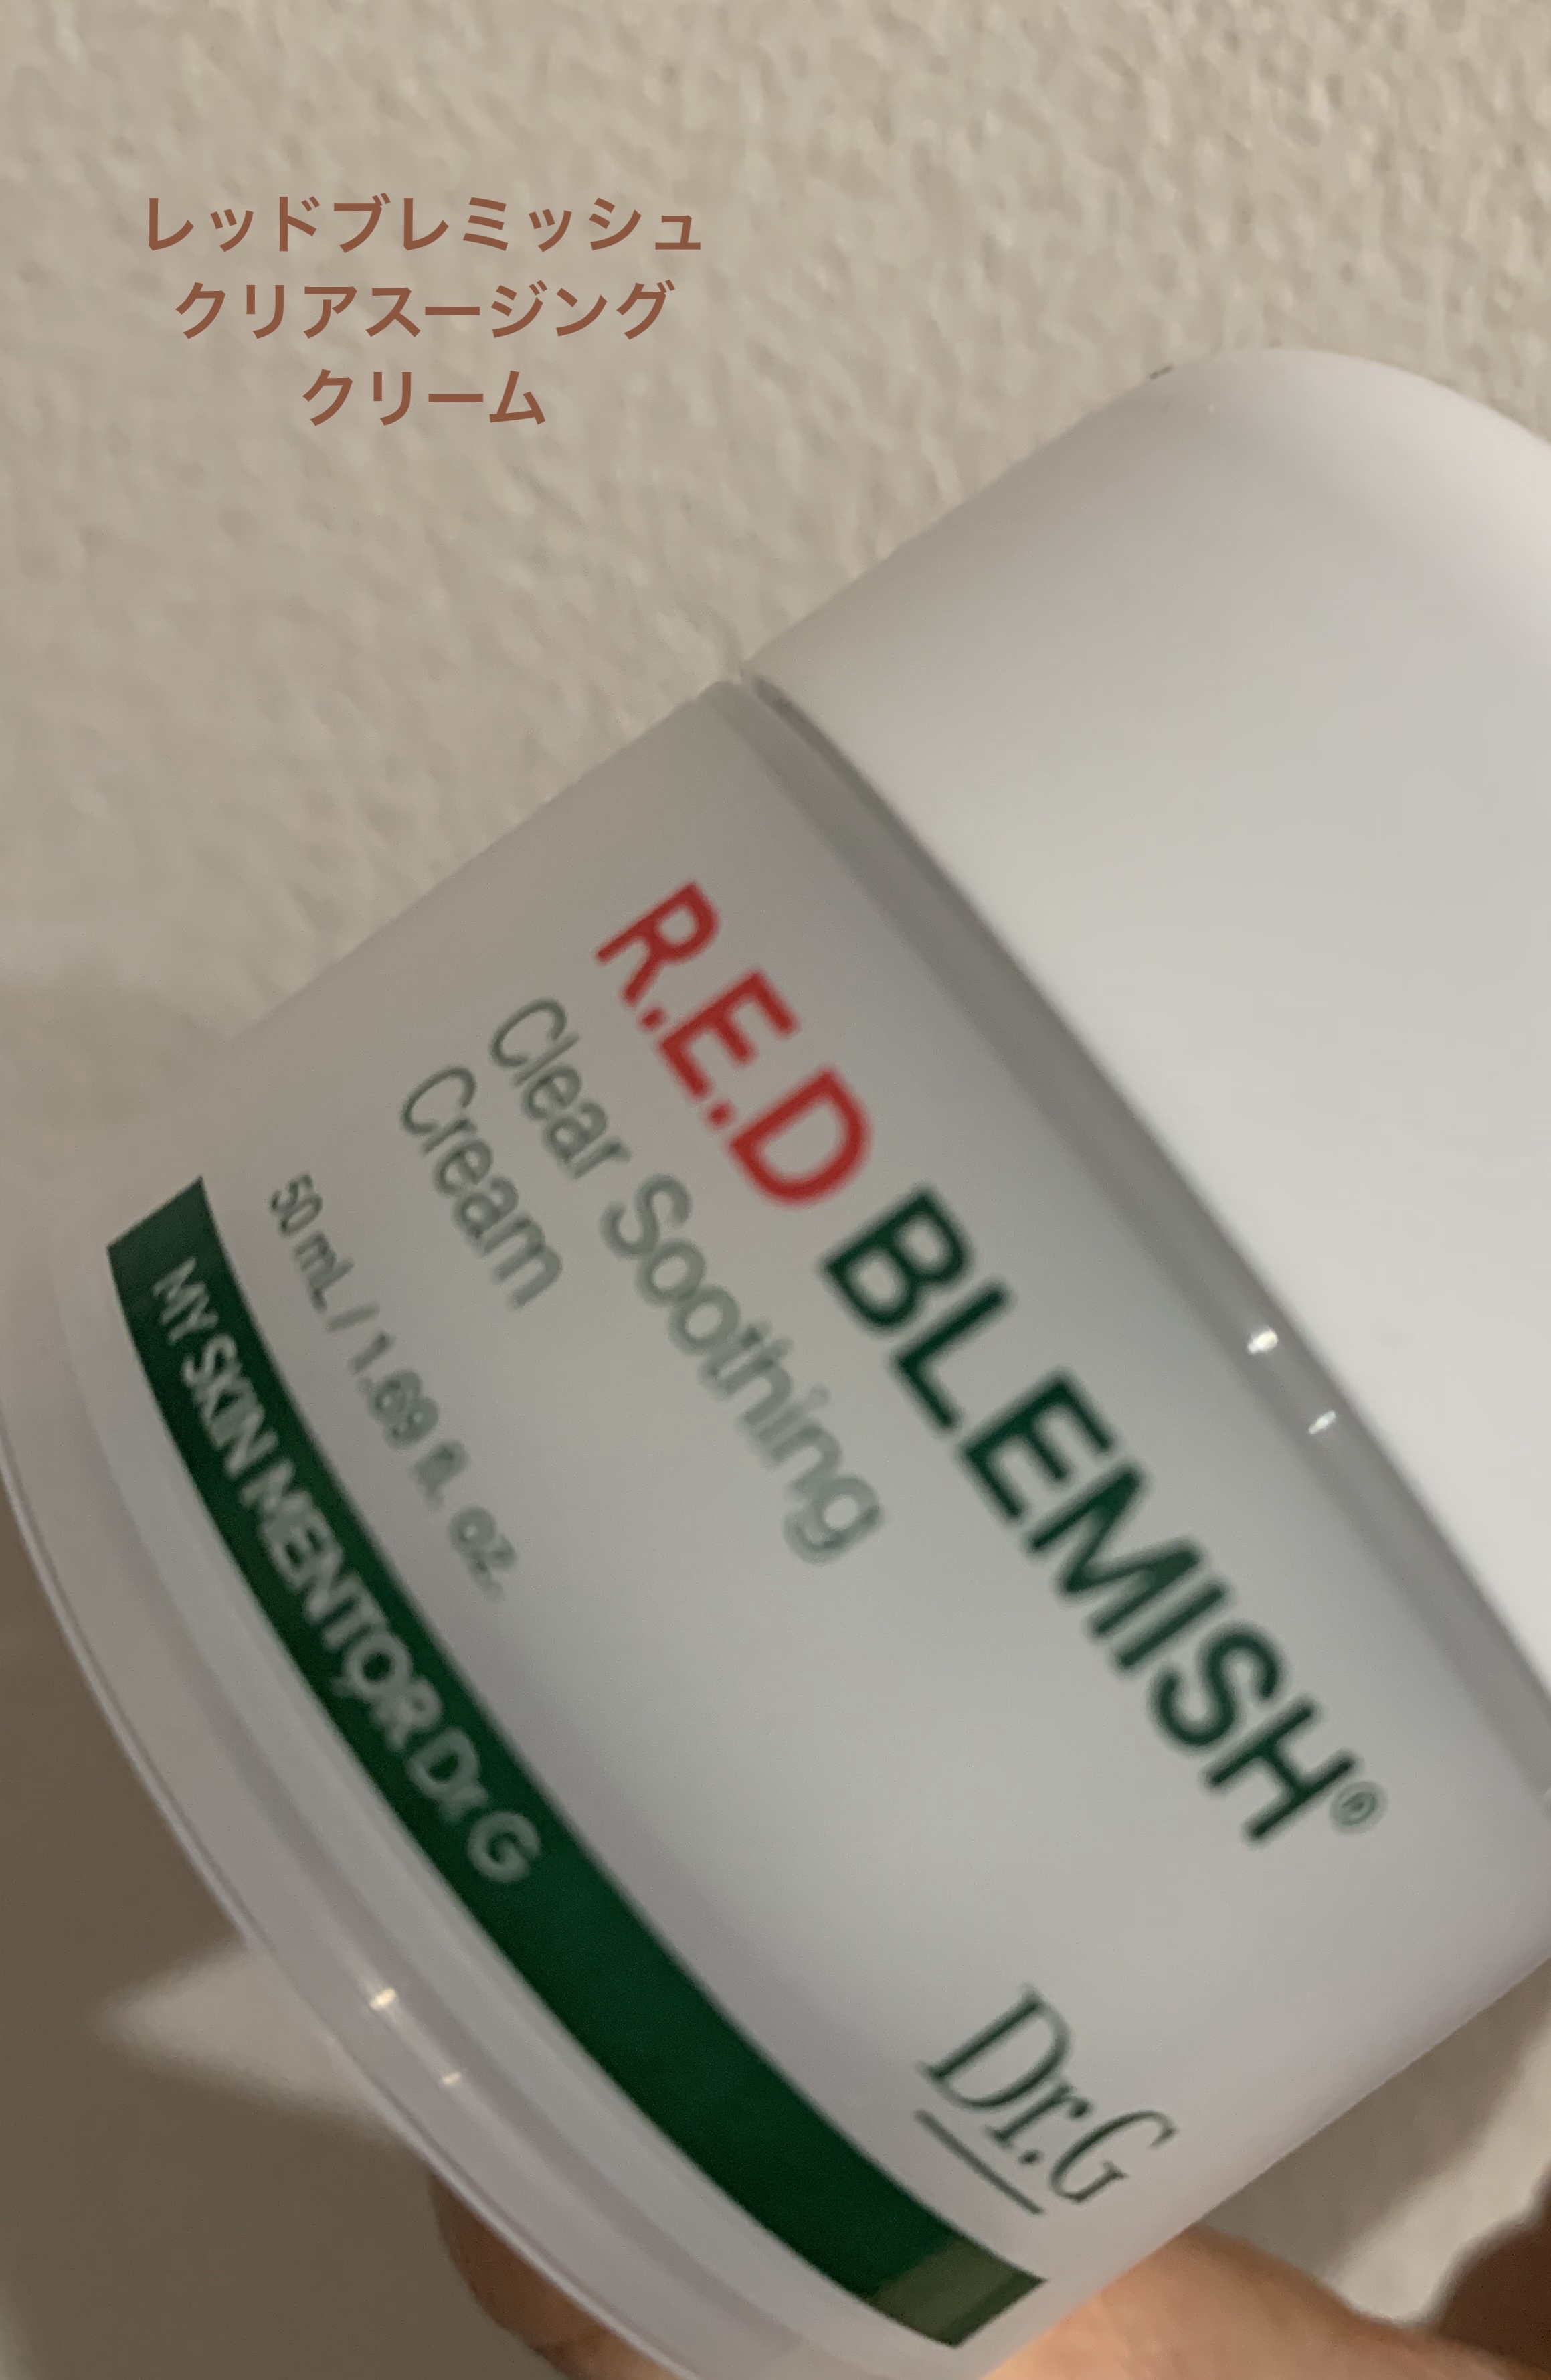 レッドブレミッシュ
クリアスージング
クリーム
R.E.D BLEMISH®
Clear Soothing
Cream
50 mL / 1.69 fl. oz.
MY SKIN MENTOR Dr G
Dr.G